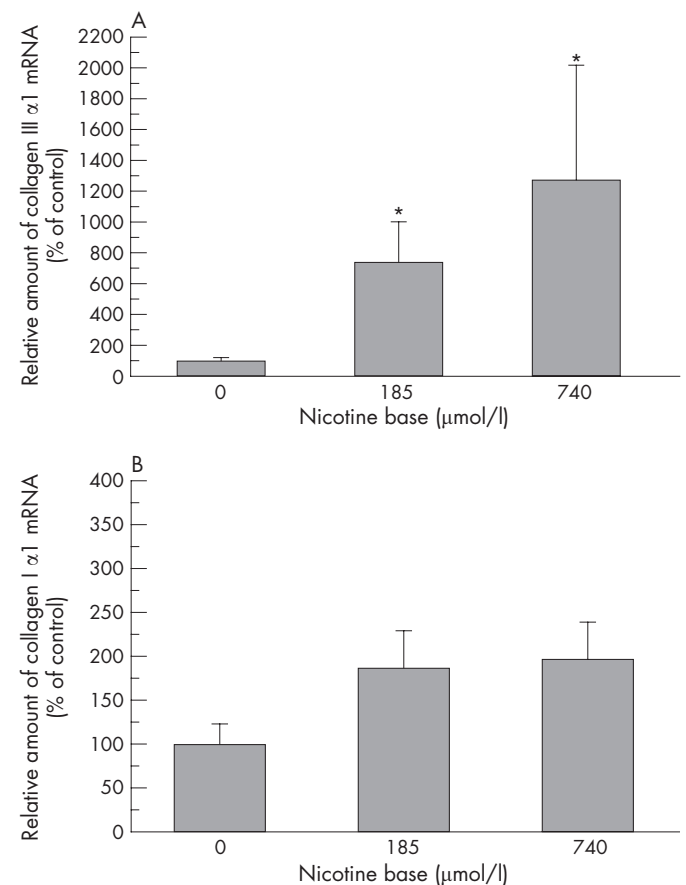 A
Relative amount of collagen III α1 mRNA
(% of control)
2200
2000
1800
1600
1400
1200
1000
800
600
400
200
0
*
*
0 185 740
Nicotine base (μmol/l)
B
Relative amount of collagen I α1 mRNA
(% of control)
400
350
300
250
200
150
100
50
0
0 185 740
Nicotine base (μmol/l)